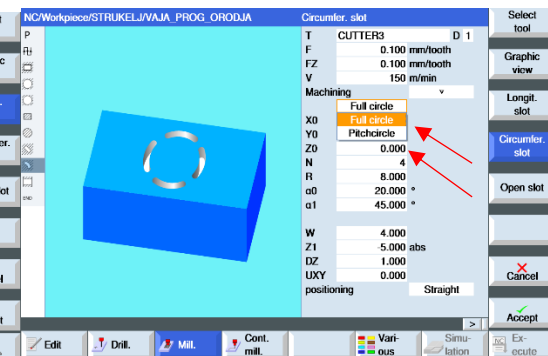 NC/Workpiece/STRUKELJ/VAJA_PROG_ORODJA
Circumfer. slot
T CUTTER3 D 1
F 0.100 mm/tooth
FZ 0.100 mm/tooth
V 150 m/min
Machining
Full circle
X0 Full circle
Y0 Pitchcircle
Z0 0.000
N 4
R 8.000
α0 20.000 °
α1 45.000 °
W 4.000
Z1 -5.000 abs
DZ 1.000
UXY 0.000
positioning Straight
P
END
Select
tool
Graphic
view
Longit.
slot
Circumfer.
slot
Open slot
Cancel
Accept
>
Edit
Drill.
Mill.
Cont.
mill.
Vari-
ous
Simu-
lation
NC
Ex-
ecute